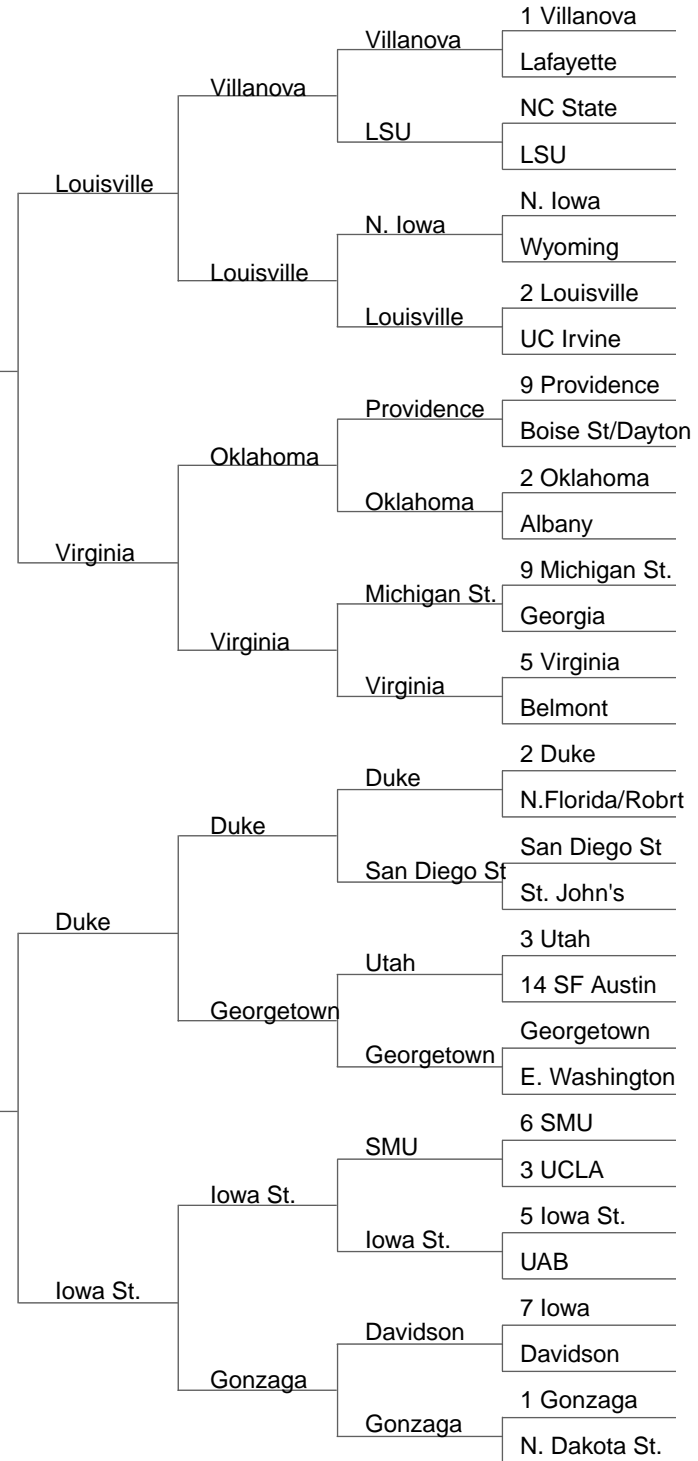 1 Villanova
Villanova
Lafayette
Villanova
NC State
LSU
LSU
Louisville
N. Iowa
N. Iowa
Wyoming
Louisville
2 Louisville
Louisville
UC Irvine
9 Providence
Providence
Boise St/Dayton
Oklahoma
2 Oklahoma
Oklahoma
Albany
Virginia
9 Michigan St.
Michigan St.
Georgia
Virginia
5 Virginia
Virginia
Belmont
2 Duke
Duke
N.Florida/Robrt
Duke
San Diego St
San Diego St
St. John's
Duke
3 Utah
Utah
14 SF Austin
Georgetown
Georgetown
Georgetown
E. Washington
6 SMU
SMU
3 UCLA
Iowa St.
5 Iowa St.
Iowa St.
UAB
Iowa St.
7 Iowa
Davidson
Davidson
Gonzaga
1 Gonzaga
Gonzaga
N. Dakota St.